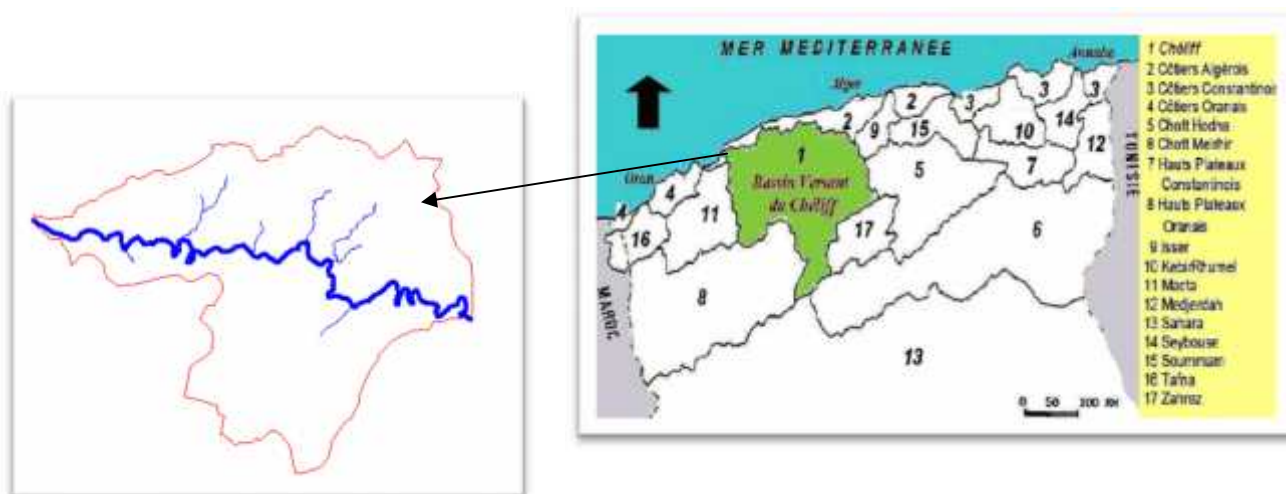 MER MEDITERRANÉE
Annaba
Alger
Oran
1
Bassin Versant
du Chéliff
2
2
3
3
3
4
4
5
6
7
8
9
10
11
12
13
14
15
16
17
TUNISIE
MAROC
0 50 100 KM
1 Chéliff
2 Côtiers Algérois
3 Côtiers Constantinois
4 Côtiers Oranais
5 Chott Hodna
6 Chott Melrhir
7 Hauts Plateaux
Constantinois
8 Hauts Plateaux
Oranais
9 Isser
10 Kebir Rhumel
11 Macta
12 Medjerdah
13 Sahara
14 Seybouse
15 Soummam
16 Tafna
17 Zahrez